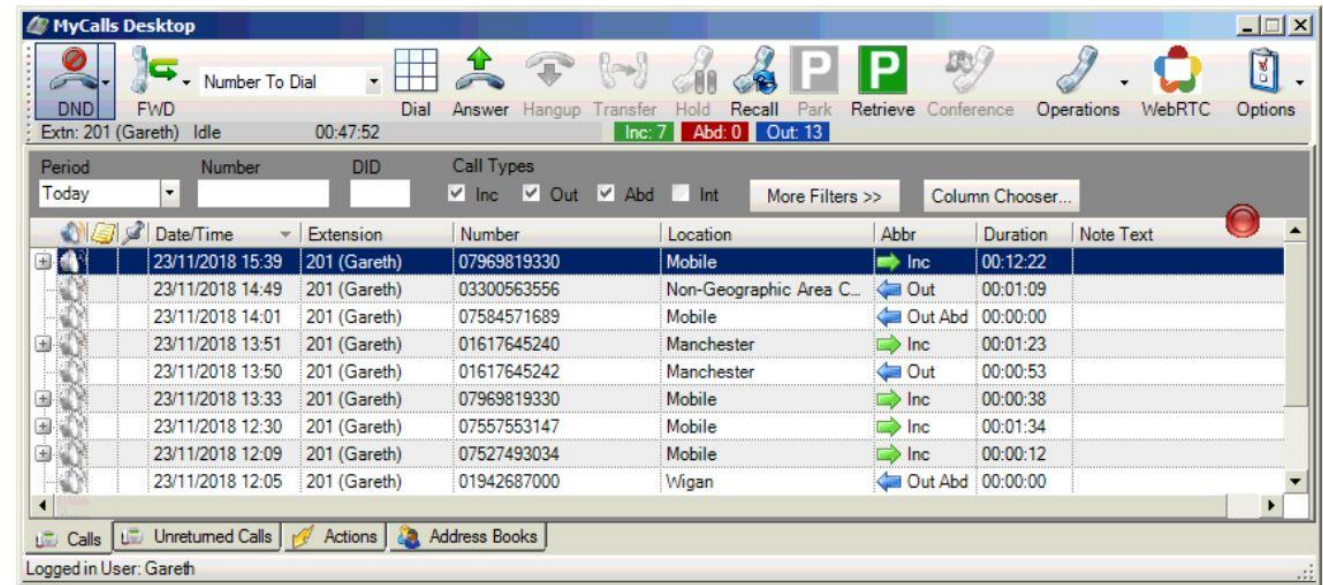 MyCalls Desktop
Number To Dial
DND FWD Dial Answer Hangup Transfer Hold Recall Park Retrieve Conference Operations WebRTC Options
Extn: 201 (Gareth) Idle 00:47:52 Inc: 7 Abd: 0 Out: 13
Period Number DID Call Types
Today Inc Out Abd Int More Filters >> Column Chooser...
Date/Time Extension Number Location Abbr Duration Note Text
23/11/2018 15:39 201 (Gareth) 07969819330 Mobile Inc 00:12:22
23/11/2018 14:49 201 (Gareth) 03300563556 Non-Geographic Area C... Out 00:01:09
23/11/2018 14:01 201 (Gareth) 07584571689 Mobile Out Abd 00:00:00
23/11/2018 13:51 201 (Gareth) 01617645240 Manchester Inc 00:01:23
23/11/2018 13:50 201 (Gareth) 01617645242 Manchester Out 00:00:53
23/11/2018 13:33 201 (Gareth) 07969819330 Mobile Inc 00:00:38
23/11/2018 12:30 201 (Gareth) 07557553147 Mobile Inc 00:01:34
23/11/2018 12:09 201 (Gareth) 07527493034 Mobile Inc 00:00:12
23/11/2018 12:05 201 (Gareth) 01942687000 Wigan Out Abd 00:00:00
Calls Unreturned Calls Actions Address Books
Logged in User: Gareth